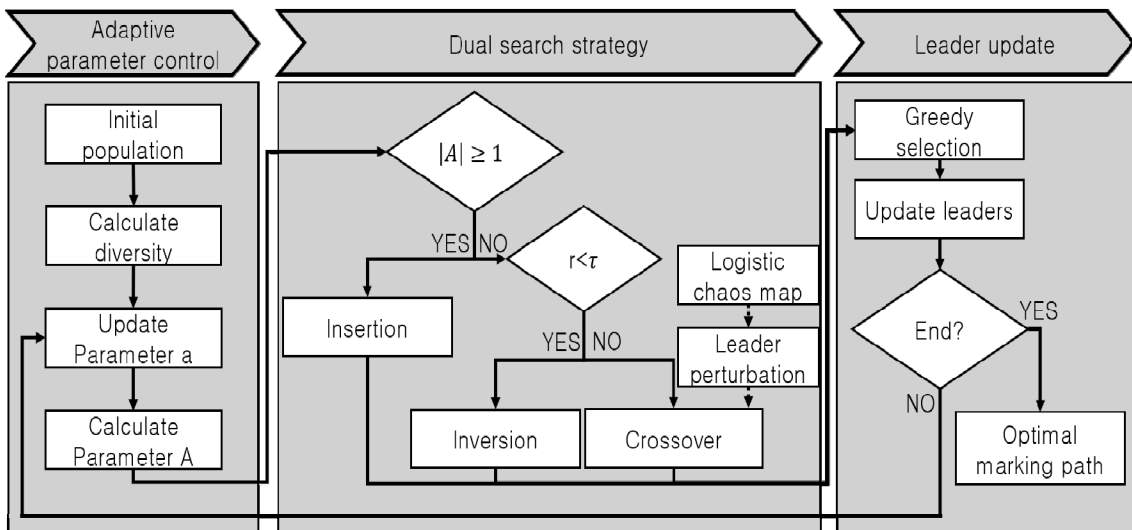 Adaptive
parameter control
Dual search strategy
Leader update
Initial
population
Calculate
diversity
Update
Parameter a
Calculate
Parameter A
|A| ≥ 1
YES NO
r<τ
Insertion
YES NO
Logistic
chaos map
Leader
perturbation
Inversion
Crossover
Greedy
selection
Update leaders
End?
YES
NO
Optimal
marking path